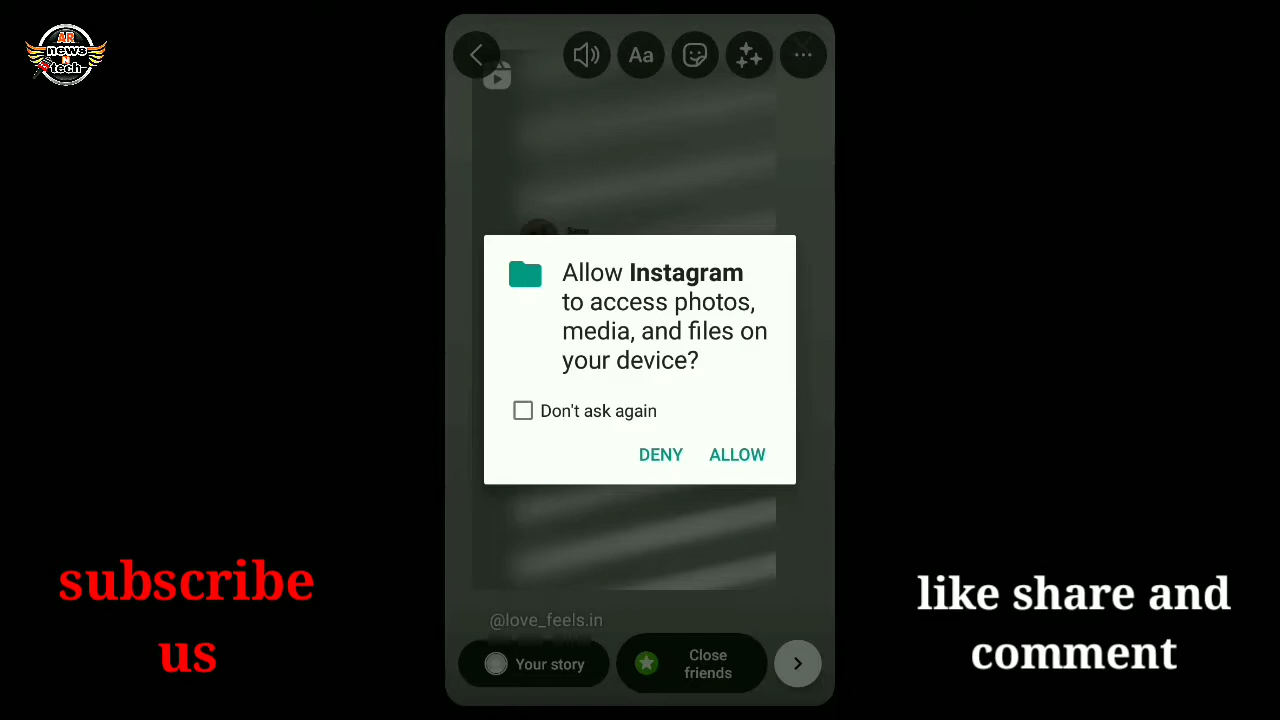 AR
news
N
tech
Aa
Allow Instagram
to access photos,
media, and files on
your device?
Don't ask again
DENY ALLOW
@love_feels.in
Your story
Close
friends
subscribe
us
like share and
comment